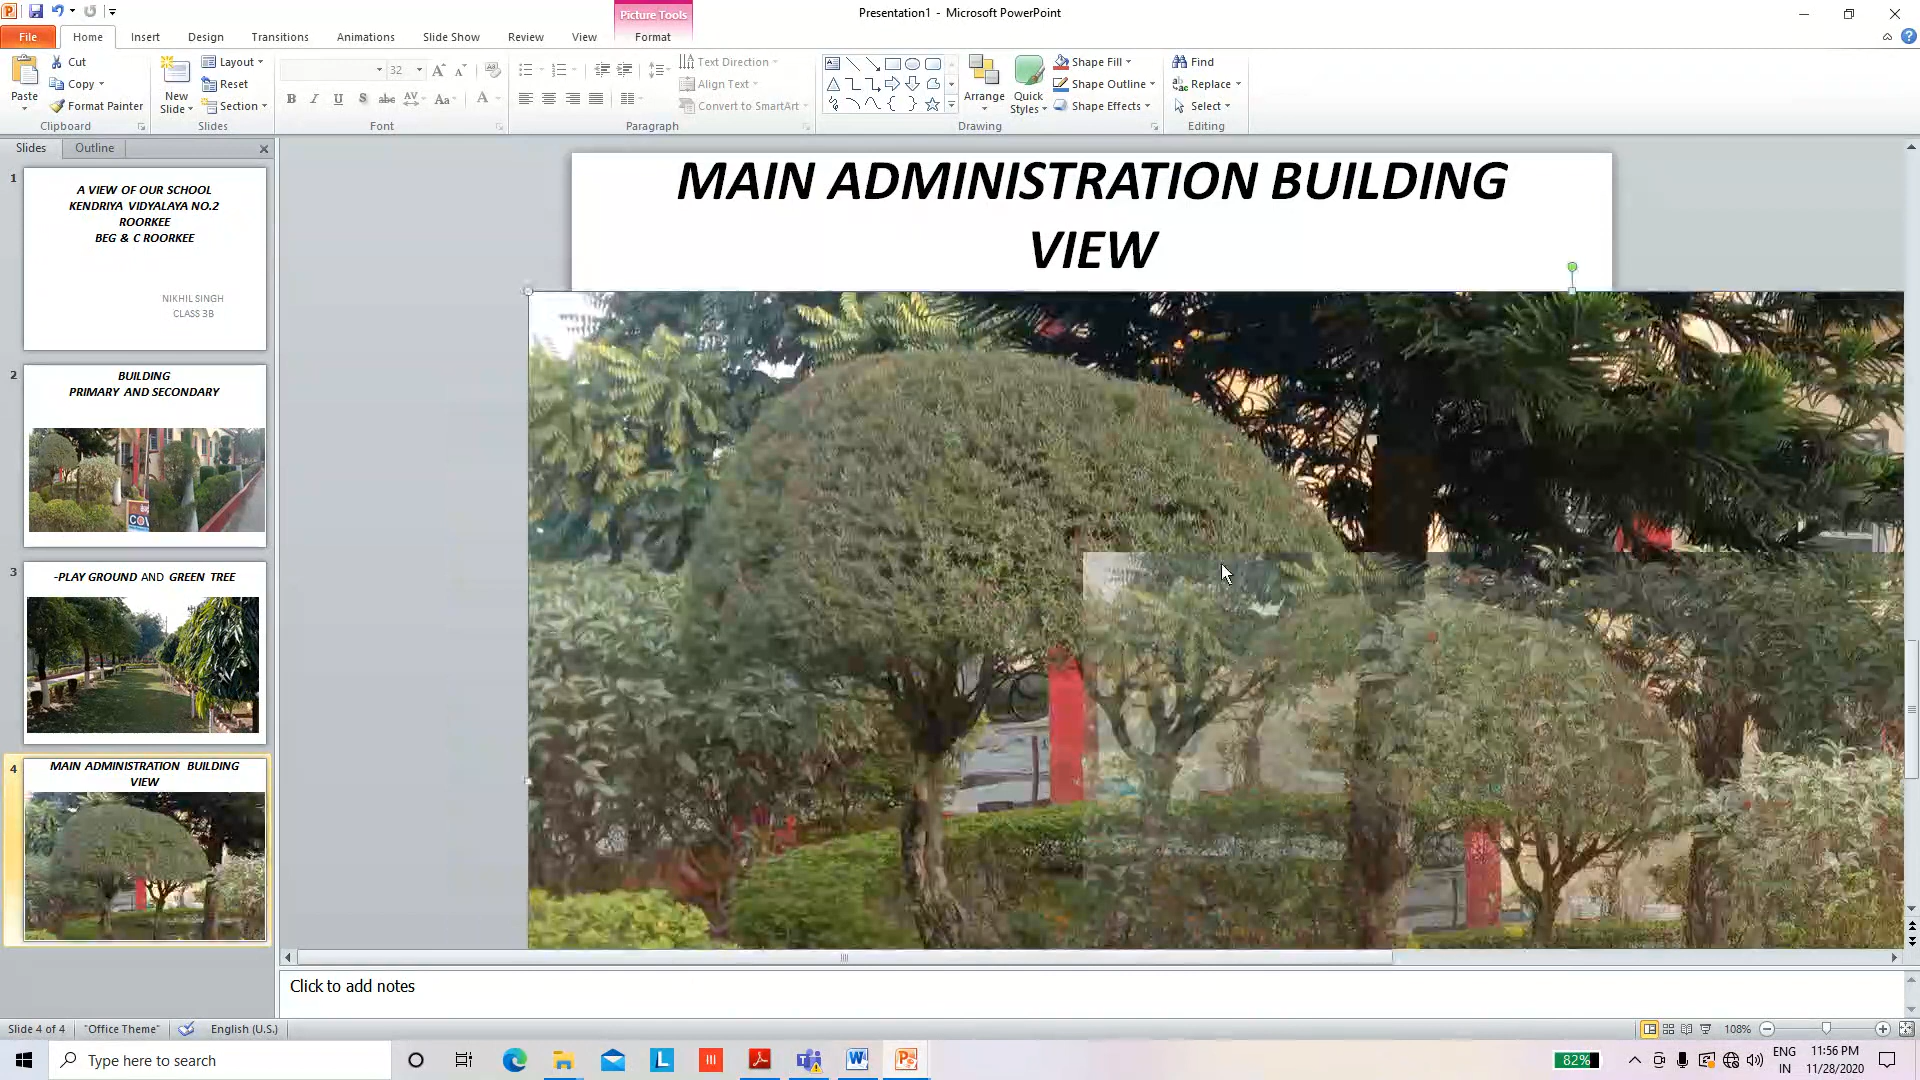 Picture Tools
Presentation1 - Microsoft PowerPoint
File Home Insert Design Transitions Animations Slide Show Review View Format
Paste
Cut
Copy
Format Painter
Clipboard
New Slide
Layout
Reset
Section
Slides
32
Font
Text Direction
Align Text
Convert to SmartArt
Paragraph
Arrange
Quick Styles
Shape Fill
Shape Outline
Shape Effects
Drawing
Find
Replace
Select
Editing
Slides Outline
1
A VIEW OF OUR SCHOOL
KENDRIYA VIDYALAYA NO.2
ROORKEE
BEG & C ROORKEE
NIKHIL SINGH
CLASS 3B
2
BUILDING
PRIMARY AND SECONDARY
COV
3
-PLAY GROUND AND GREEN TREE
4
MAIN ADMINISTRATION BUILDING
VIEW
MAIN ADMINISTRATION BUILDING
VIEW
Click to add notes
Slide 4 of 4 "Office Theme" English (U.S.) 108%
Type here to search
82%
ENG
IN
11:56 PM
11/28/2020